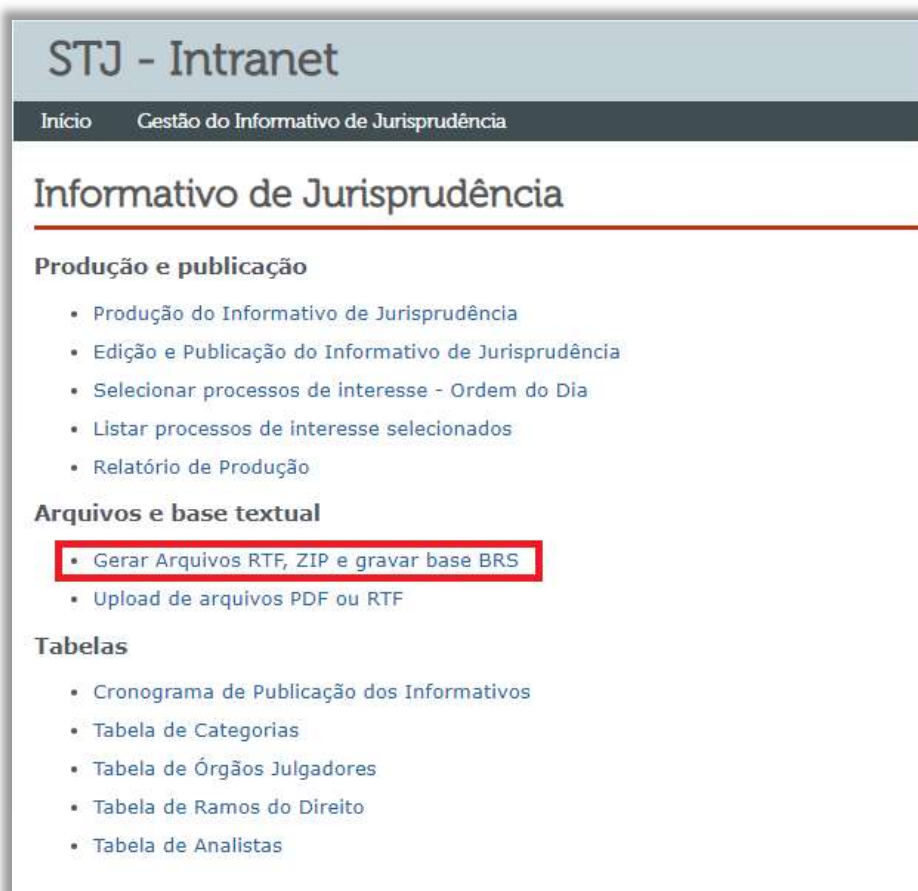 STJ - Intranet
Início Gestão do Informativo de Jurisprudência
Informativo de Jurisprudência
Produção e publicação
• Produção do Informativo de Jurisprudência
• Edição e Publicação do Informativo de Jurisprudência
• Selecionar processos de interesse - Ordem do Dia
• Listar processos de interesse selecionados
• Relatório de Produção
Arquivos e base textual
• Gerar Arquivos RTF, ZIP e gravar base BRS
• Upload de arquivos PDF ou RTF
Tabelas
• Cronograma de Publicação dos Informativos
• Tabela de Categorias
• Tabela de Órgãos Julgadores
• Tabela de Ramos do Direito
• Tabela de Analistas